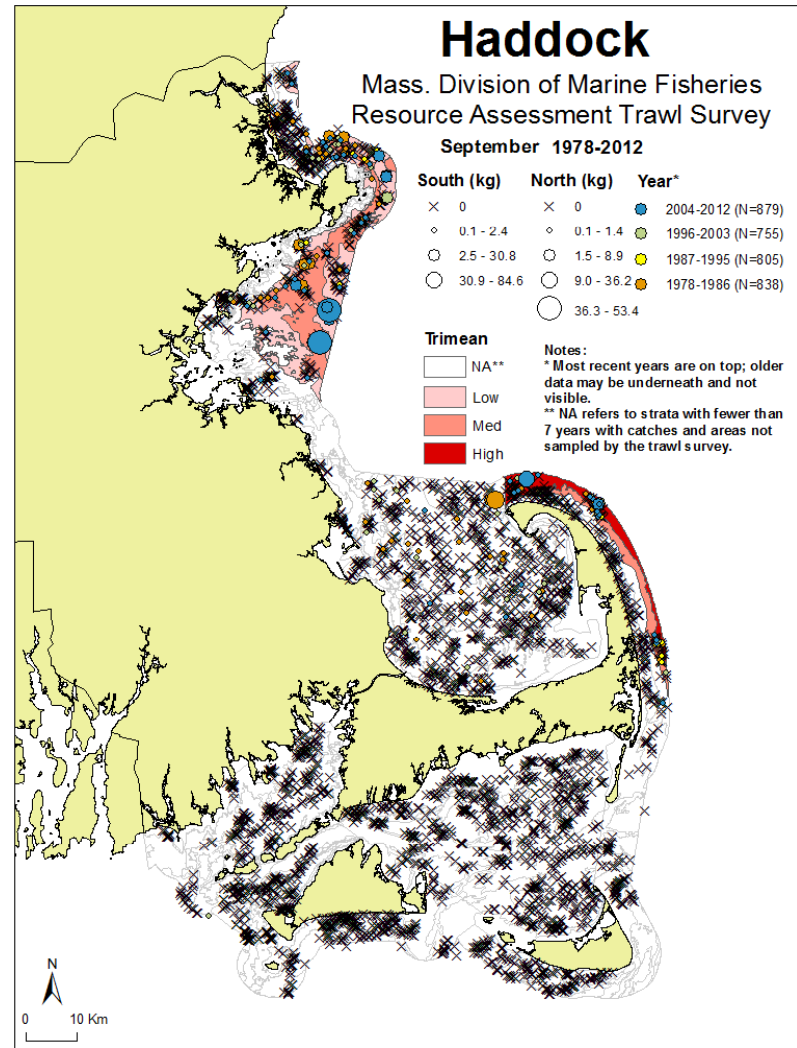 Haddock
Mass. Division of Marine Fisheries
Resource Assessment Trawl Survey
September 1978-2012
South (kg)
0
0.1 - 2.4
2.5 - 30.8
30.9 - 84.6
North (kg)
0
0.1 - 1.4
1.5 - 8.9
9.0 - 36.2
36.3 - 53.4
Year*
2004-2012 (N=879)
1996-2003 (N=755)
1987-1995 (N=805)
1978-1986 (N=838)
Trimean
NA**
Low
Med
High
Notes:
* Most recent years are on top; older
data may be underneath and not
visible.
** NA refers to strata with fewer than
7 years with catches and areas not
sampled by the trawl survey.
N
0 10 Km